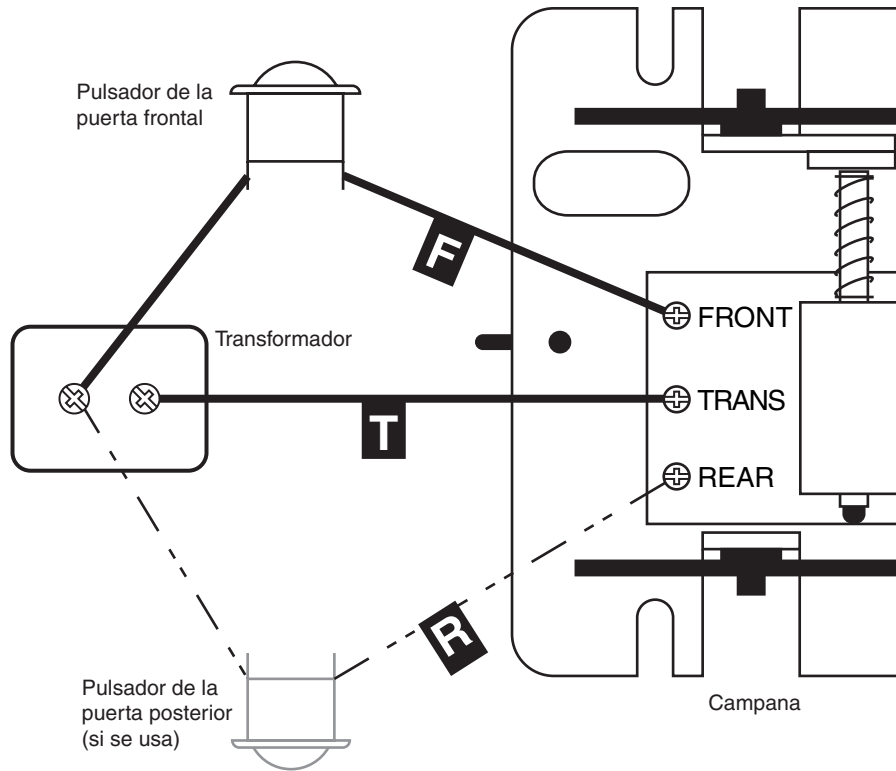 Pulsador de la
puerta frontal
F
FRONT
Transformador
T
TRANS
REAR
R
Pulsador de la
puerta posterior
(si se usa)
Campana